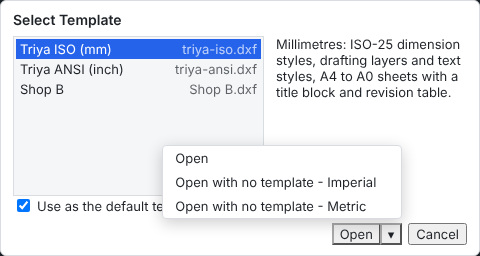 Select Template
Triya ISO (mm) triya-iso.dxf
Triya ANSI (inch) triya-ansi.dxf
Shop B Shop B.dxf
Millimetres: ISO-25 dimension
styles, drafting layers and text
styles, A4 to A0 sheets with a
title block and revision table.
Open
Open with no template - Imperial
Open with no template - Metric
Use as the default
Open ▾ Cancel